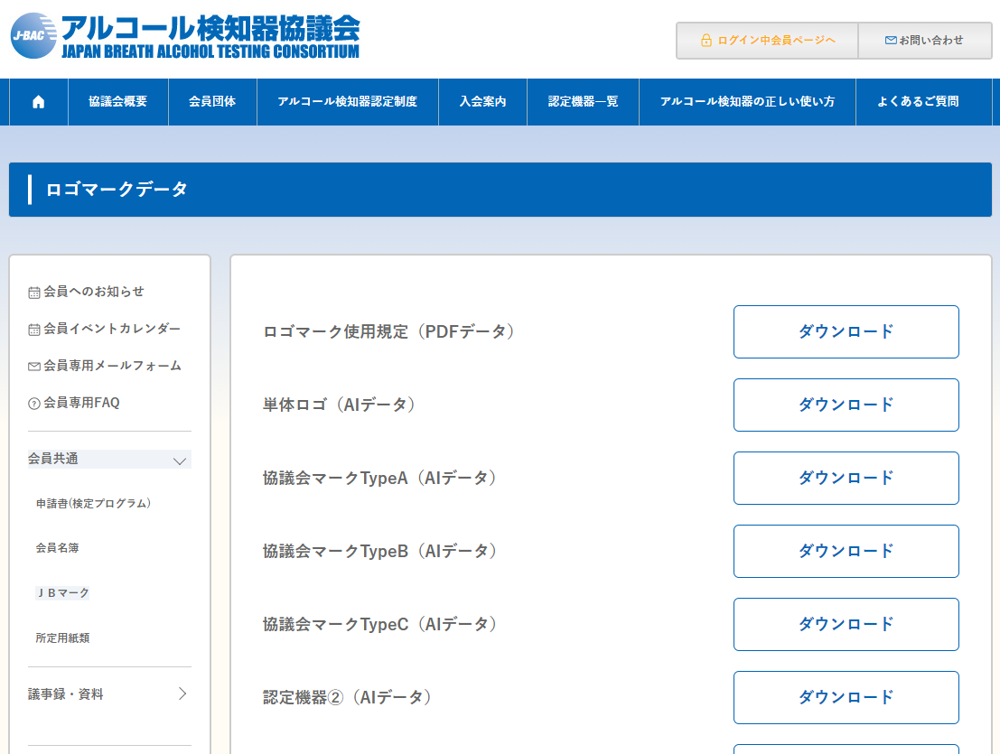 J-BAC
アルコール検知器協議会
JAPAN BREATH ALCOHOL TESTING CONSORTIUM
ログイン中会員ページへ
お問い合わせ
協議会概要
会員団体
アルコール検知器認定制度
入会案内
認定機器一覧
アルコール検知器の正しい使い方
よくあるご質問
ロゴマークデータ
会員へのお知らせ
会員イベントカレンダー
会員専用メールフォーム
会員専用FAQ
会員共通
申請書(検定プログラム)
会員名簿
ＪＢマーク
所定用紙類
議事録・資料
ロゴマーク使用規定（PDFデータ）
ダウンロード
単体ロゴ（AIデータ）
ダウンロード
協議会マークTypeA（AIデータ）
ダウンロード
協議会マークTypeB（AIデータ）
ダウンロード
協議会マークTypeC（AIデータ）
ダウンロード
認定機器②（AIデータ）
ダウンロード